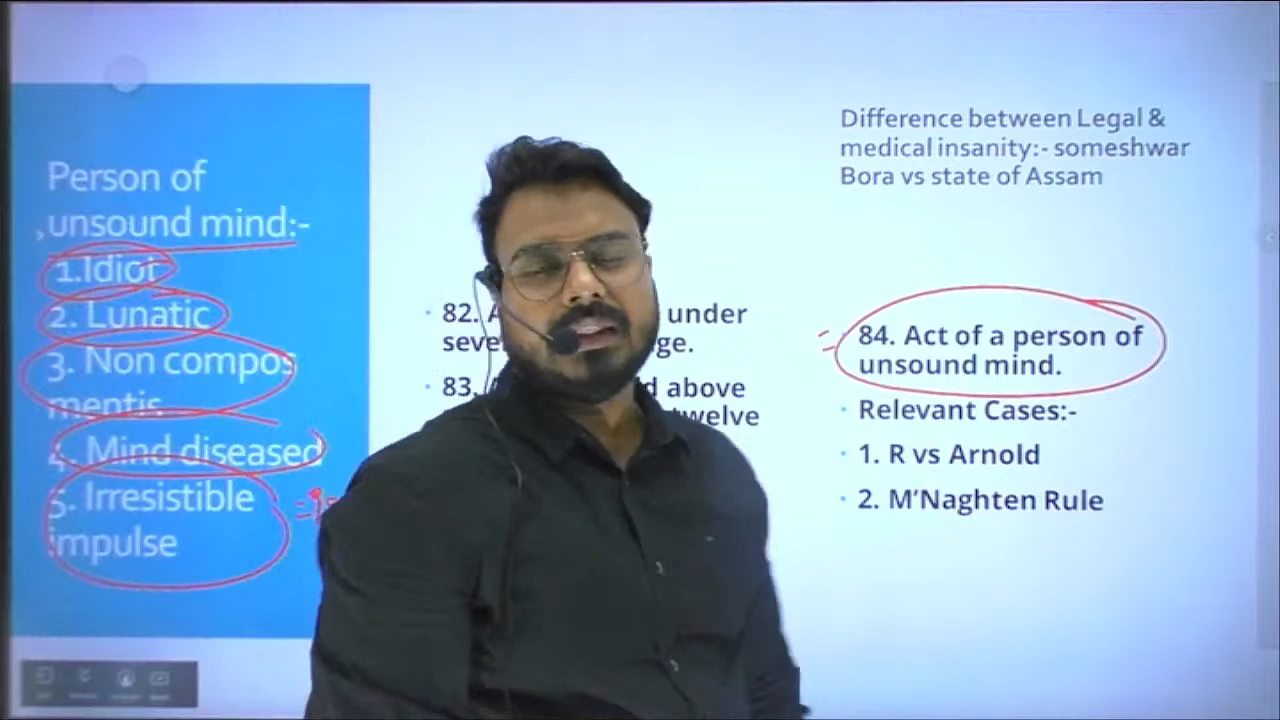 Person of
unsound mind:-
1.Idiot
2. Lunatic
3. Non compos
mentis
4. Mind diseased
5. Irresistible
impulse
82. A under
seve ge.
83. d above
twelve
Difference between Legal &
medical insanity:- someshwar
Bora vs state of Assam
84. Act of a person of
unsound mind.
Relevant Cases:-
1. R vs Arnold
2. M’Naghten Rule